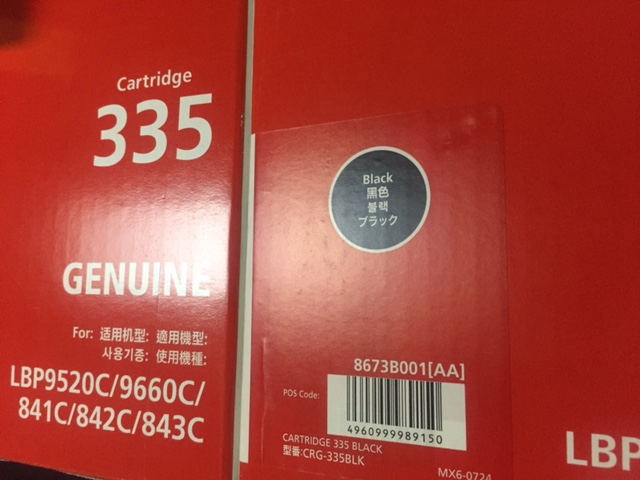 Cartridge
335
GENUINE
For: 适用机型: 適用機型:
사용기종: 使用機種:
LBP9520C/9660C/
841C/842C/843C
Black
黑色
블랙
ブラック
8673B001[AA]
POS Code:
4960999989150
CARTRIDGE 335 BLACK
型番:CRG-335BLK
MX6-0724
LBP